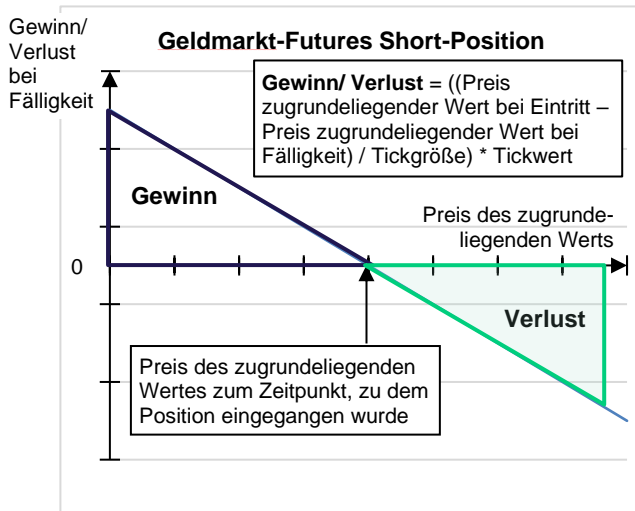 Gewinn/
Verlust
bei
Fälligkeit
Geldmarkt-Futures Short-Position
Gewinn/ Verlust = ((Preis
zugrundeliegender Wert bei Eintritt –
Preis zugrundeliegender Wert bei
Fälligkeit) / Tickgröße) * Tickwert
Gewinn
Preis des zugrunde-
liegenden Werts
0
Verlust
Preis des zugrundeliegenden
Wertes zum Zeitpunkt, zu dem
Position eingegangen wurde